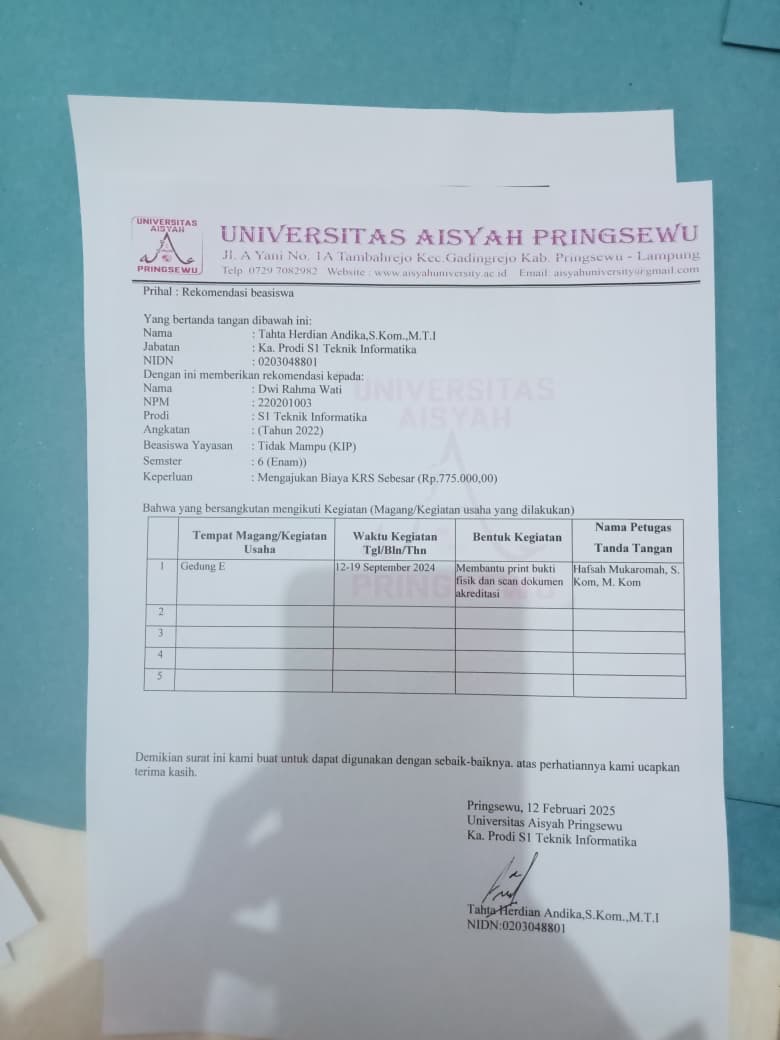 UNIVERSITAS
AISYAH
PRINGSEWU
UNIVERSITAS AISYAH PRINGSEWU
Jl. A Yani No. 1A Tambahrejo Kec.Gadingrejo Kab. Pringsewu - Lampung
Telp. 0729 7082982 Website : www.aisyahuniversity.ac.id Email: aisyahuniversity@gmail.com
Prihal : Rekomendasi beasiswa
Yang bertanda tangan dibawah ini:
Nama : Tahta Herdian Andika,S.Kom.,M.T.I
Jabatan : Ka. Prodi S1 Teknik Informatika
NIDN : 0203048801
Dengan ini memberikan rekomendasi kepada:
Nama : Dwi Rahma Wati
NPM : 220201003
Prodi : S1 Teknik Informatika
Angkatan : (Tahun 2022)
Beasiswa Yayasan : Tidak Mampu (KIP)
Semster : 6 (Enam))
Keperluan : Mengajukan Biaya KRS Sebesar (Rp.775.000,00)
UNIVERSITAS
AISYAH
PRINGSEWU
Bahwa yang bersangkutan mengikuti Kegiatan (Magang/Kegiatan usaha yang dilakukan)
Tempat Magang/Kegiatan Usaha Waktu Kegiatan Tgl/Bln/Thn Bentuk Kegiatan Nama Petugas Tanda Tangan
1 Gedung E 12-19 September 2024 Membantu print bukti fisik dan scan dokumen akreditasi Hafsah Mukaromah, S. Kom, M. Kom
2
3
4
5
Demikian surat ini kami buat untuk dapat digunakan dengan sebaik-baiknya. atas perhatiannya kami ucapkan
terima kasih.
Pringsewu, 12 Februari 2025
Universitas Aisyah Pringsewu
Ka. Prodi S1 Teknik Informatika
Tahta Herdian Andika,S.Kom.,M.T.I
NIDN:0203048801